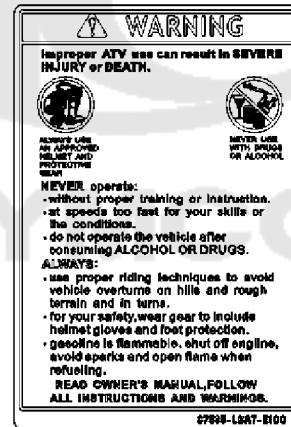 WARNING
Improper ATV use can result in SEVERE
INJURY or DEATH.
ALWAYS USE
AN APPROVED
HELMET AND
PROTECTIVE
GEAR
NEVER USE
WITH DRUGS
OR ALCOHOL
NEVER operate:
- without proper training or instruction.
- at speeds too fast for your skills or
the conditions.
- do not operate the vehicle after
consuming ALCOHOL OR DRUGS.
ALWAYS:
- use proper riding techniques to avoid
vehicle overturns on hills and rough
terrain and in turns.
- for your safety,wear gear to include
helmet gloves and foot protection.
- gasoline is flammable. shut off engline,
avoid sparks and open flame when
refueling.
READ OWNER'S MANUAL,FOLLOW
ALL INSTRUCTIONS AND WARNINGS.